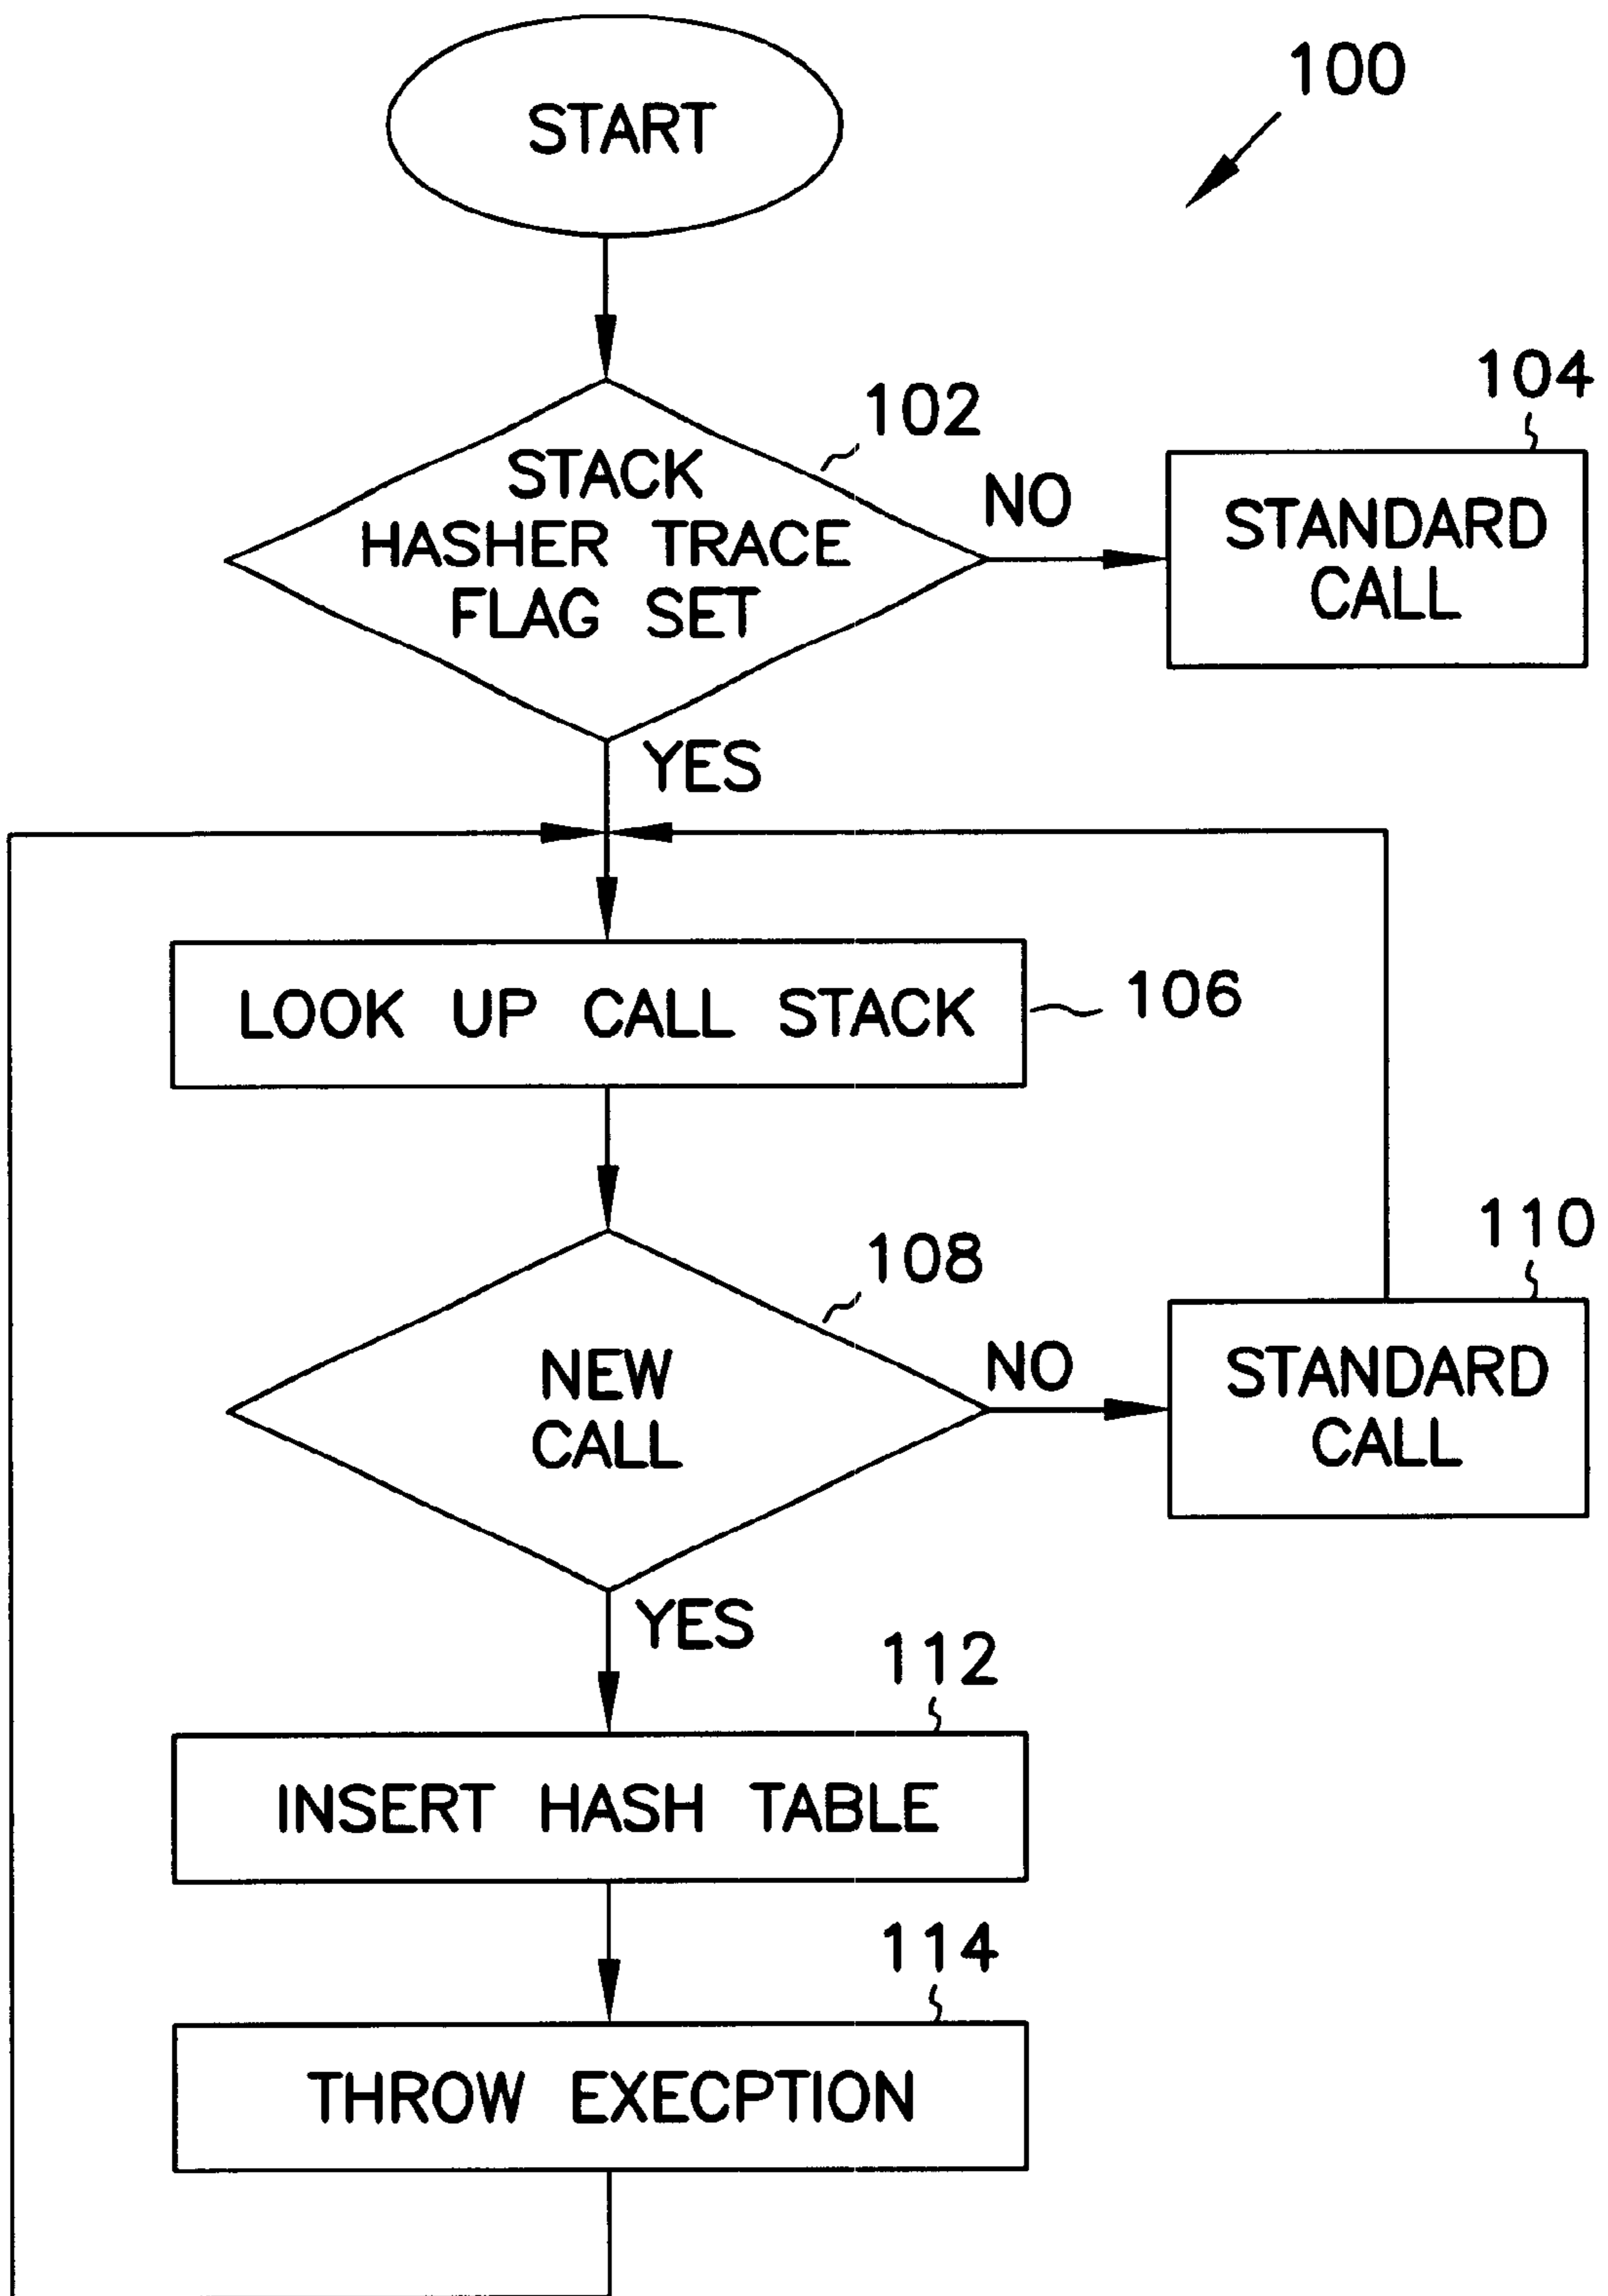 START
100
102
104
STACK
HASHER TRACE
FLAG SET
NO
STANDARD
CALL
YES
LOOK UP CALL STACK
106
108
110
NEW
CALL
NO
STANDARD
CALL
YES
112
INSERT HASH TABLE
114
THROW EXECPTION